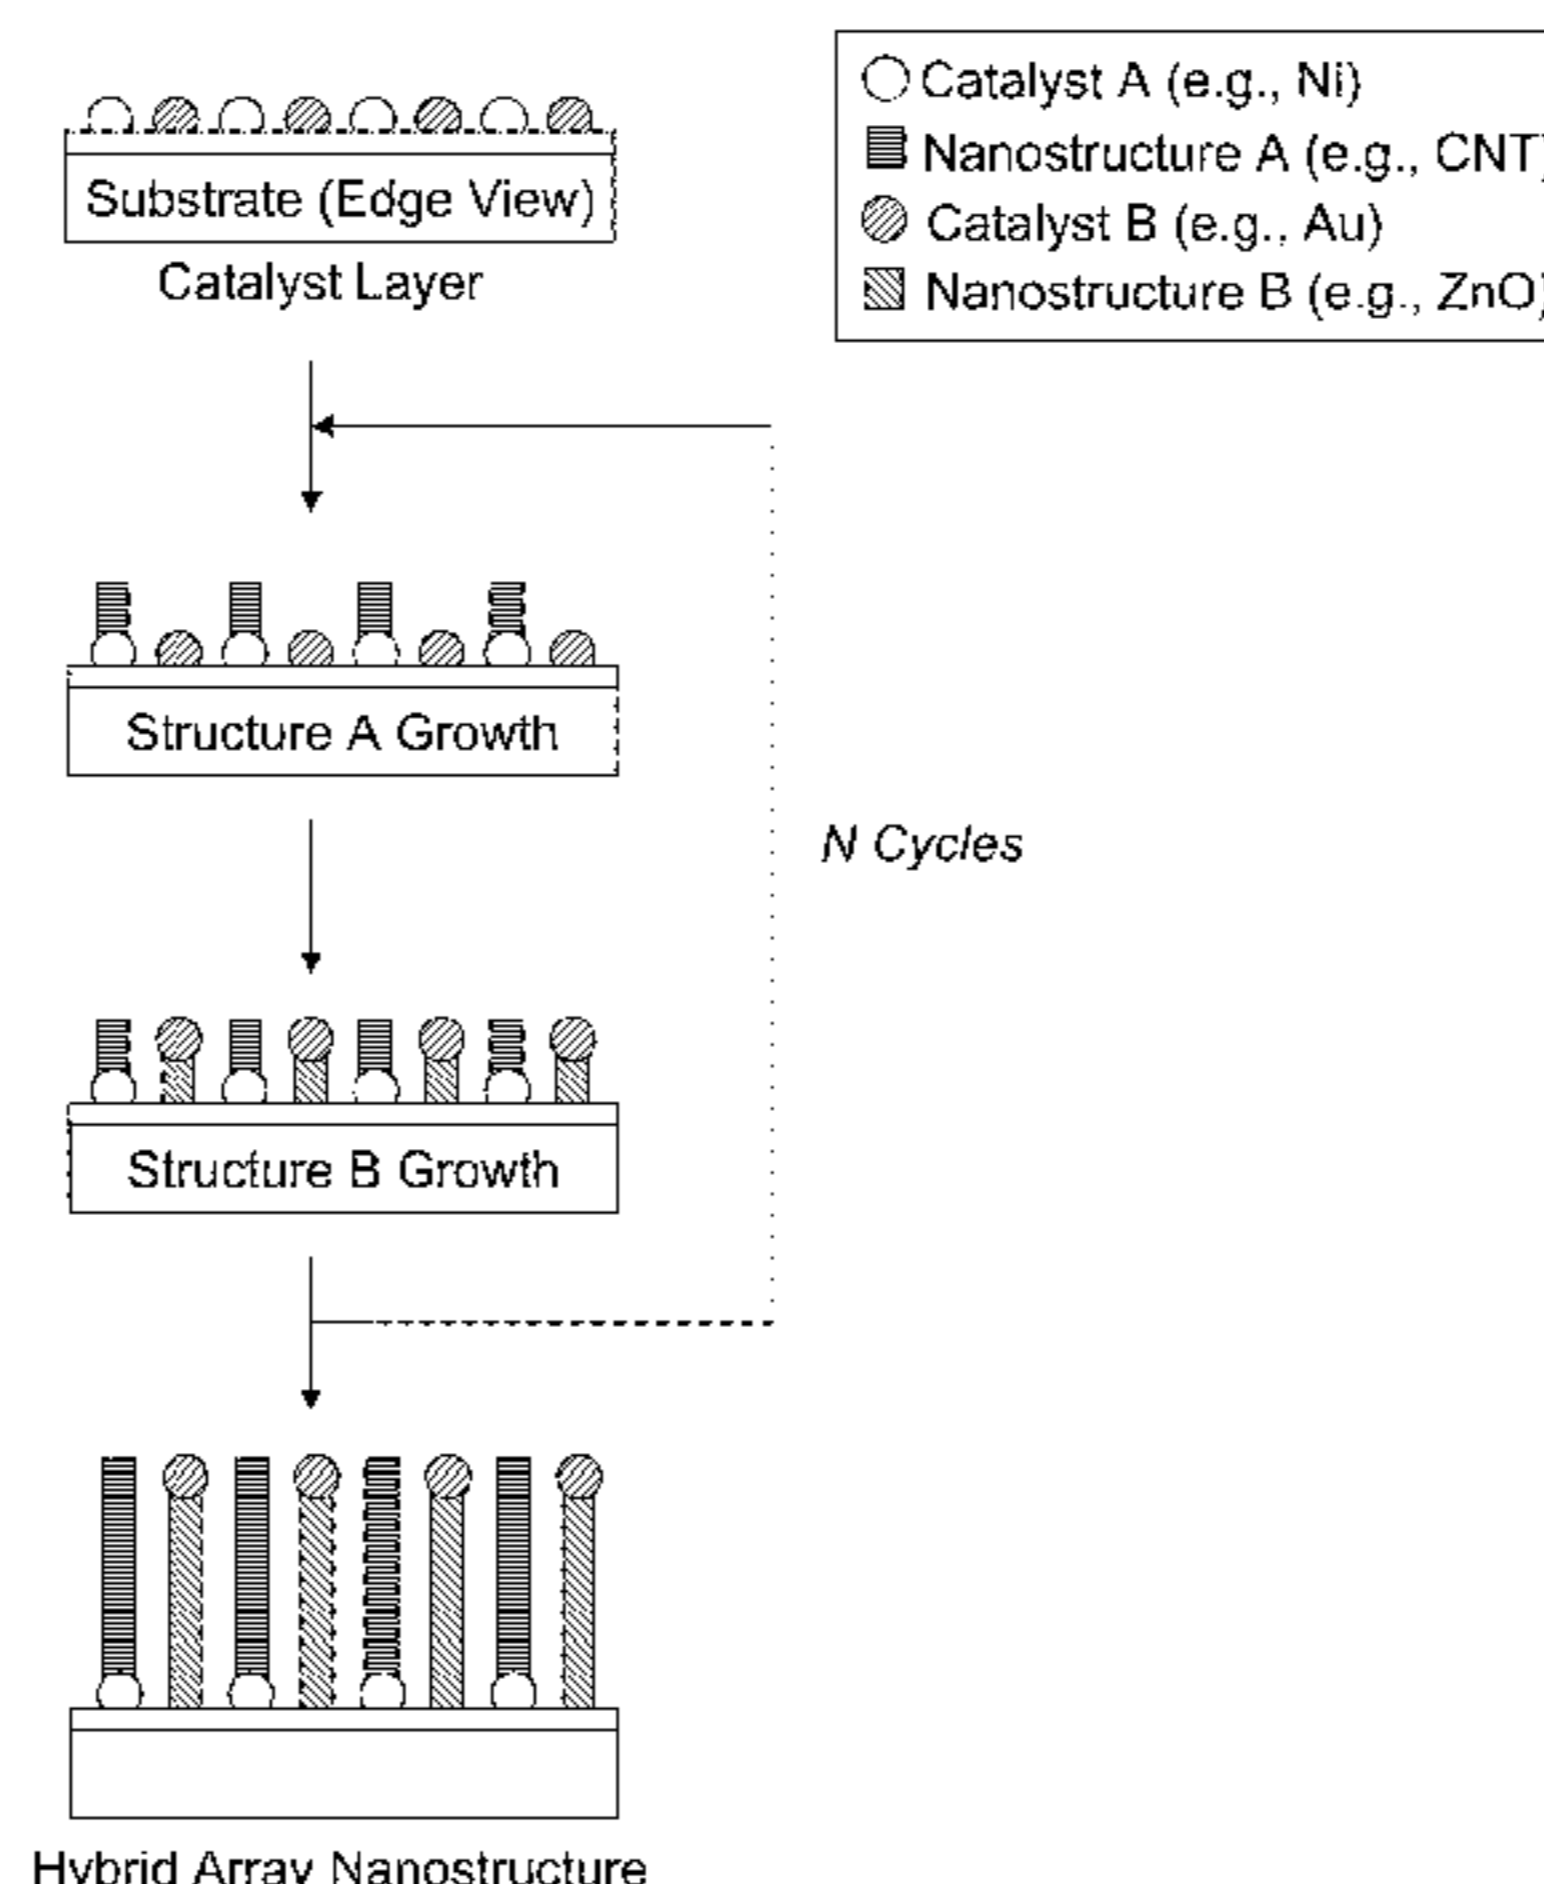 Catalyst A (e.g., Ni)
Nanostructure A (e.g., CNT)
Catalyst B (e.g., Au)
Nanostructure B (e.g., ZnO)
Substrate (Edge View)
Catalyst Layer
Structure A Growth
N Cycles
Structure B Growth
Hybrid Array Nanostructure